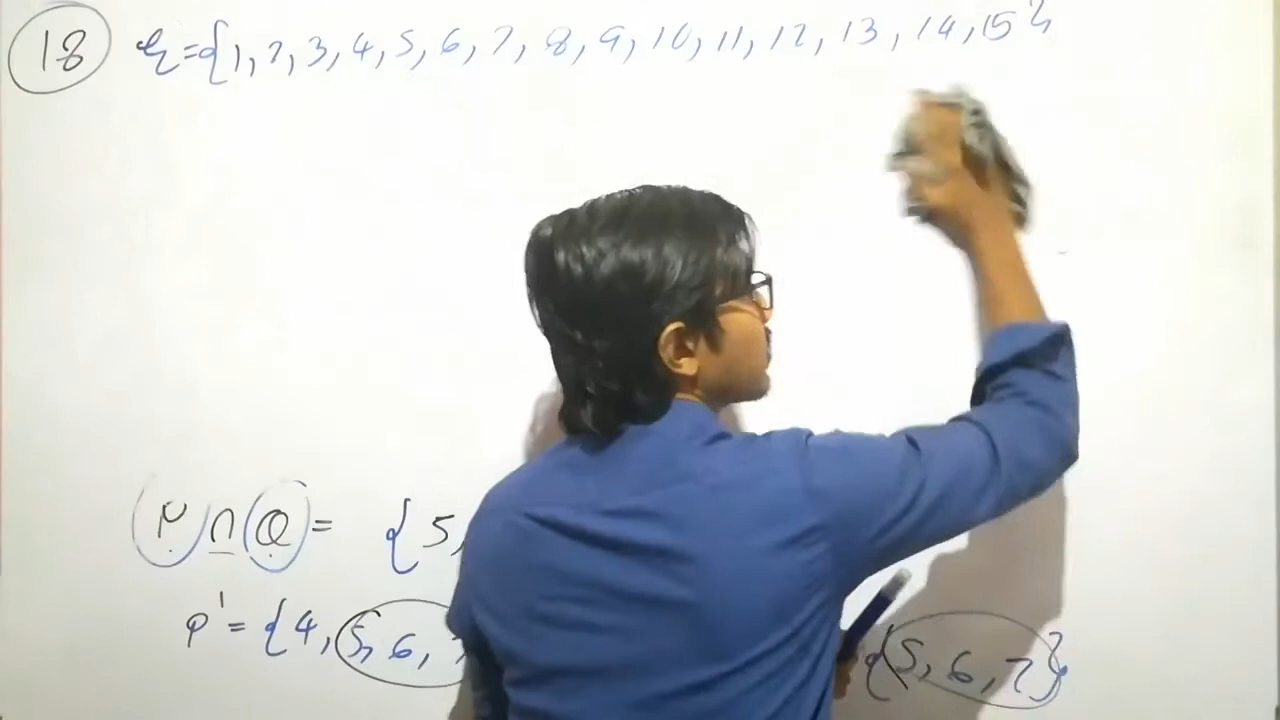 18 ξ={1, 2, 3, 4, 5, 6, 7, 8, 9, 10, 11, 12, 13, 14, 15}
P∩Q= {5,
P'= {4, 5, 6, {5, 6, 7}